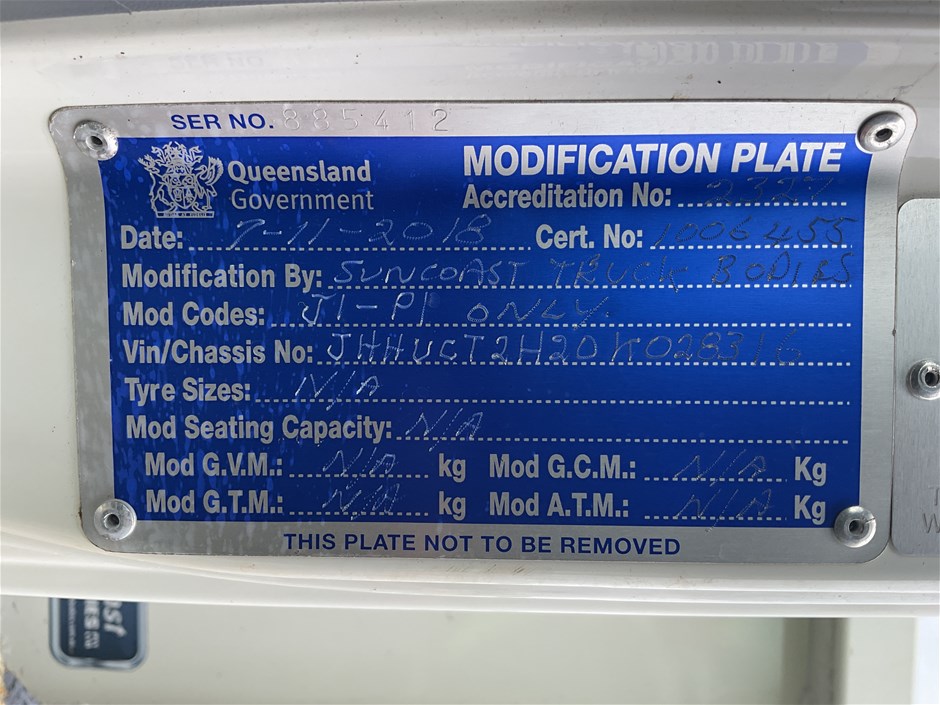 SER NO. 885412
Queensland Government
MODIFICATION PLATE
Accreditation No: 2327
Date: 7-11-2018 Cert. No: 1006455
Modification By: SUNCOAST TRUCK BODIES
Mod Codes: J1-P1 ONLY.
Vin/Chassis No: JHHUCT2H20K028316
Tyre Sizes: N/A
Mod Seating Capacity: N/A
Mod G.V.M.: N/A kg Mod G.C.M.: N/A Kg
Mod G.T.M.: N/A kg Mod A.T.M.: N/A Kg
THIS PLATE NOT TO BE REMOVED